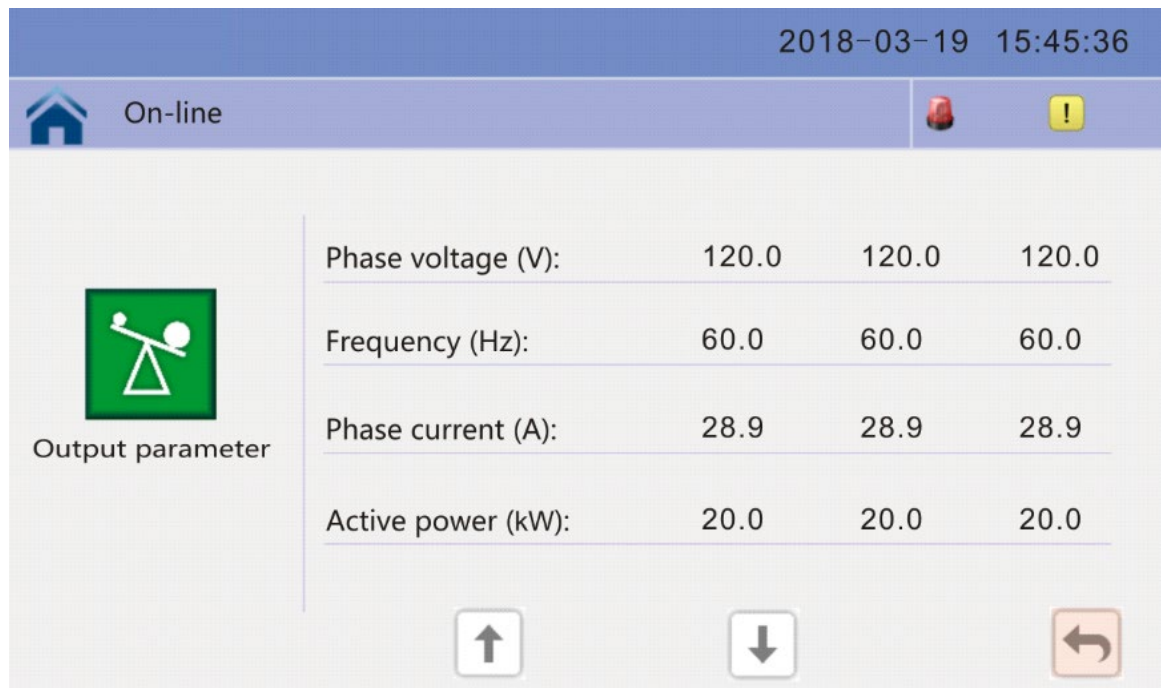 2018-03-19 15:45:36
On-line
!
Phase voltage (V): 120.0 120.0 120.0
Frequency (Hz): 60.0 60.0 60.0
Phase current (A): 28.9 28.9 28.9
Output parameter
Active power (kW): 20.0 20.0 20.0